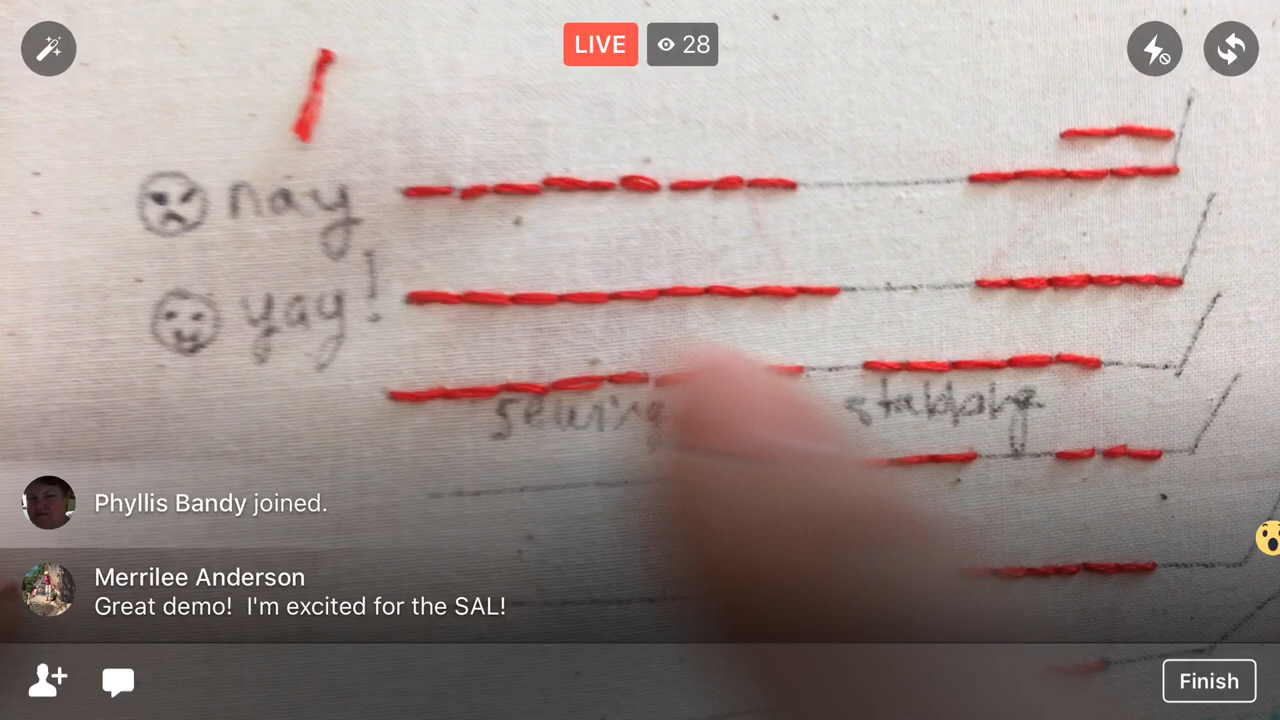 LIVE 28
nay
yay!
sewing stabbing
Phyllis Bandy joined.
Merrilee Anderson
Great demo! I'm excited for the SAL!
Finish